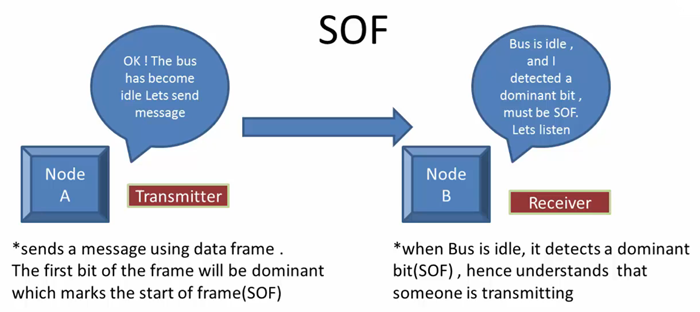 SOF
OK ! The bus
has become
idle Lets send
message
Bus is idle ,
and I
detected a
dominant bit ,
must be SOF.
Lets listen
Node
A
Transmitter
Node
B
Receiver
*sends a message using data frame .
The first bit of the frame will be dominant
which marks the start of frame(SOF)
*when Bus is idle, it detects a dominant
bit(SOF) , hence understands that
someone is transmitting